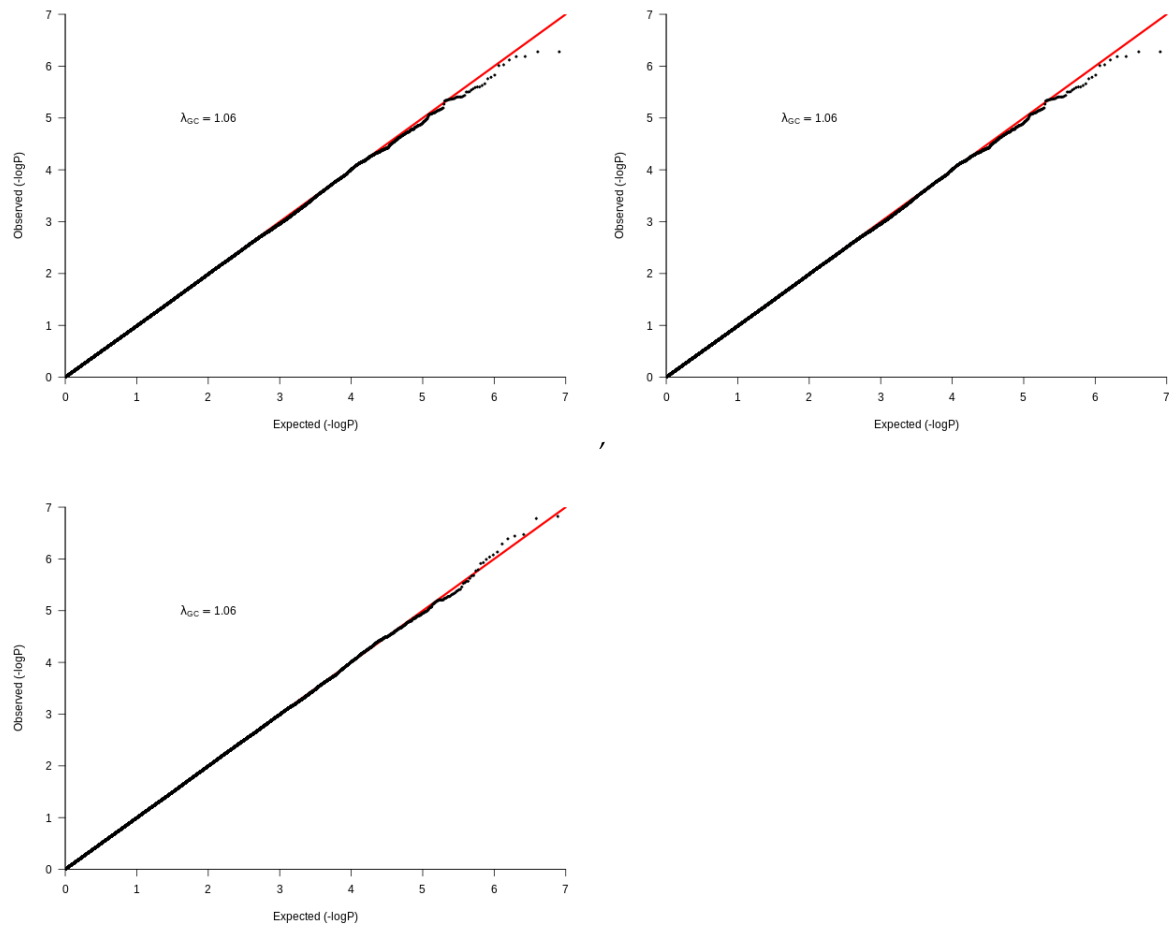 7
6
5
4
3
2
1
0
Observed (-logP)
λGC = 1.06
0 1 2 3 4 5 6 7
Expected (-logP)
7
6
5
4
3
2
1
0
Observed (-logP)
λGC = 1.06
0 1 2 3 4 5 6 7
Expected (-logP)
,
7
6
5
4
3
2
1
0
Observed (-logP)
λGC = 1.06
0 1 2 3 4 5 6 7
Expected (-logP)